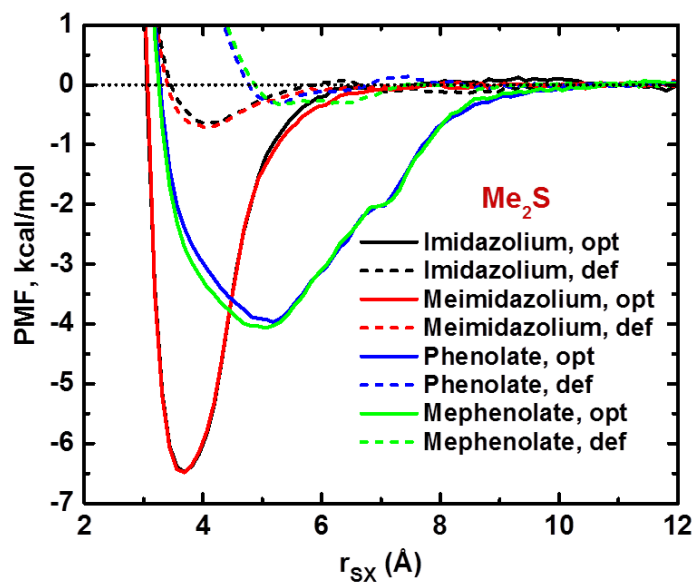 1
0
-1
-2
-3
-4
-5
-6
-7
PMF, kcal/mol
Me₂S
Imidazolium, opt
Imidazolium, def
Meimidazolium, opt
Meimidazolium, def
Phenolate, opt
Phenolate, def
Mephenolate, opt
Mephenolate, def
2 4 6 8 10 12
r_SX (Å)